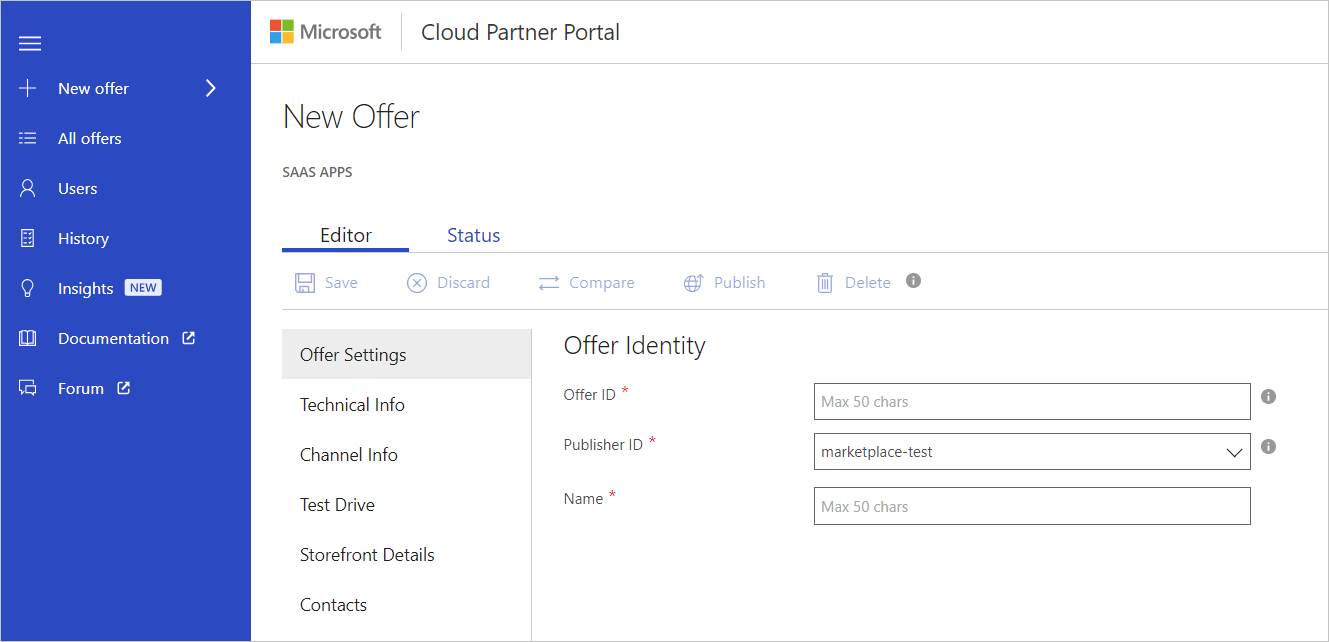 Microsoft Cloud Partner Portal
New offer
All offers
Users
History
Insights NEW
Documentation
Forum
New Offer
SAAS APPS
Editor Status
Save Discard Compare Publish Delete
Offer Settings
Technical Info
Channel Info
Test Drive
Storefront Details
Contacts
Offer Identity
Offer ID * Max 50 chars
Publisher ID * marketplace-test
Name * Max 50 chars